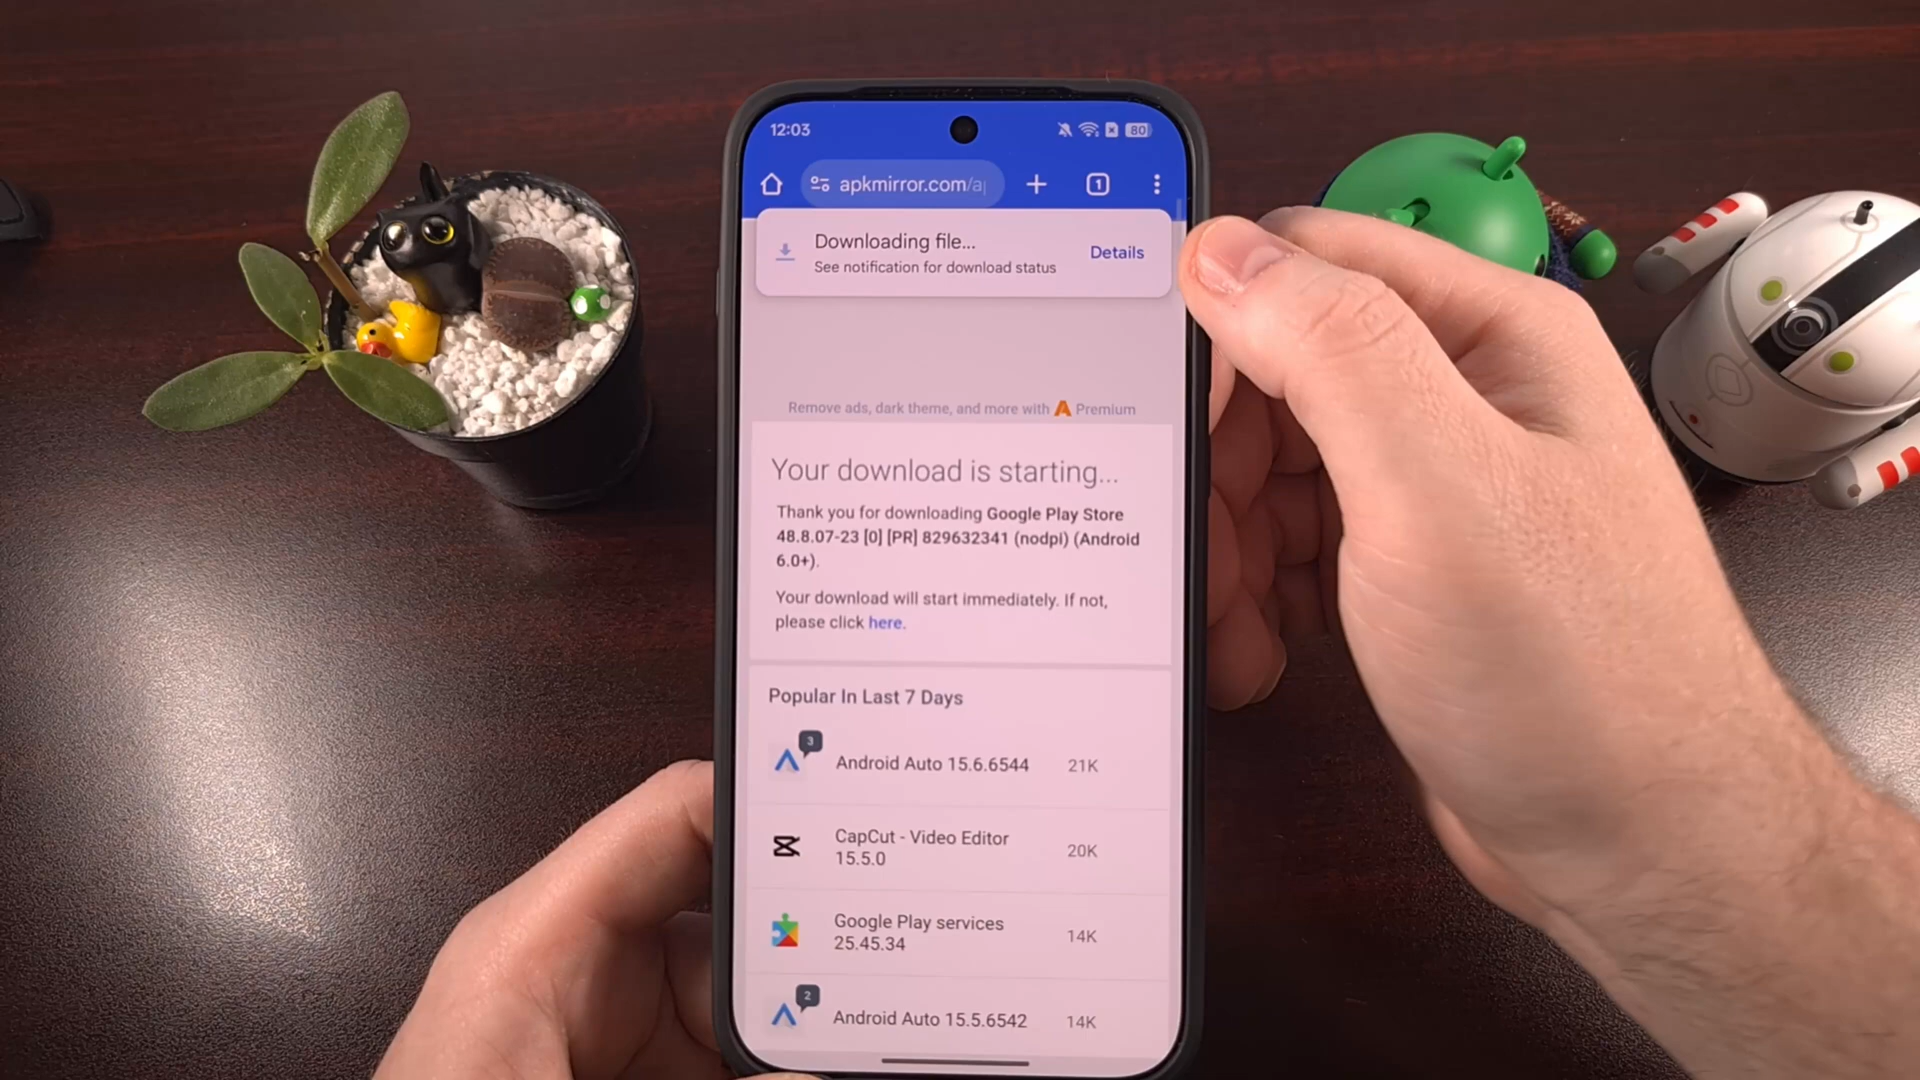 12:03
80
apkmirror.com/a
1
Downloading file...
See notification for download status
Details
Remove ads, dark theme, and more with Premium
Your download is starting...
Thank you for downloading Google Play Store
48.8.07-23 [0] [PR] 829632341 (nodpi) (Android
6.0+).
Your download will start immediately. If not,
please click here.
Popular In Last 7 Days
3
Android Auto 15.6.6544 21K
CapCut - Video Editor
15.5.0
20K
Google Play services
25.45.34
14K
2
Android Auto 15.5.6542 14K